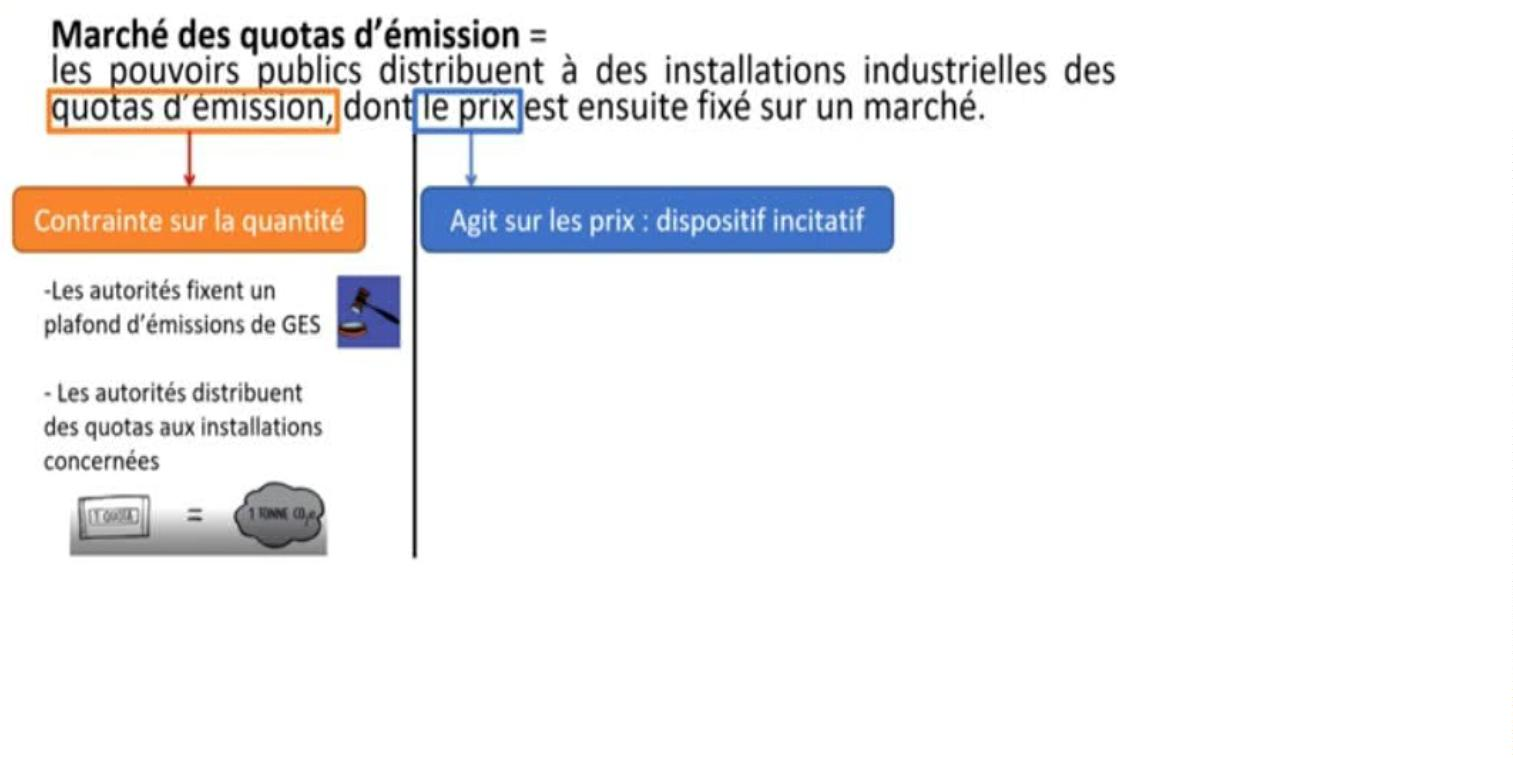 Marché des quotas d’émission =
les pouvoirs publics distribuent à des installations industrielles des
quotas d’émission, dont le prix est ensuite fixé sur un marché.
Contrainte sur la quantité
Agit sur les prix : dispositif incitatif
-Les autorités fixent un
plafond d’émissions de GES
- Les autorités distribuent
des quotas aux installations
concernées
1 QUOTA = 1 TONNE CO₂e